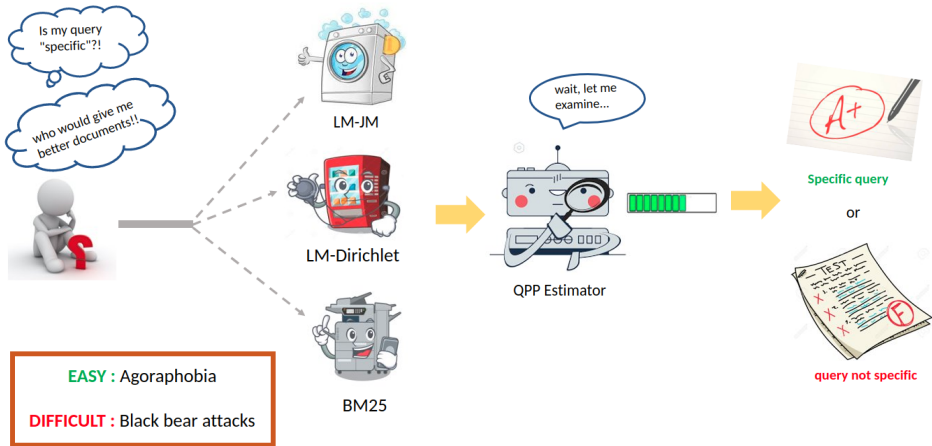 Is my query
"specific"?!
who would give me
better documents!!
LM-JM
LM-Dirichlet
BM25
wait, let me
examine...
QPP Estimator
A+
Specific query
or
TEST
F
query not specific
EASY : Agoraphobia
DIFFICULT : Black bear attacks